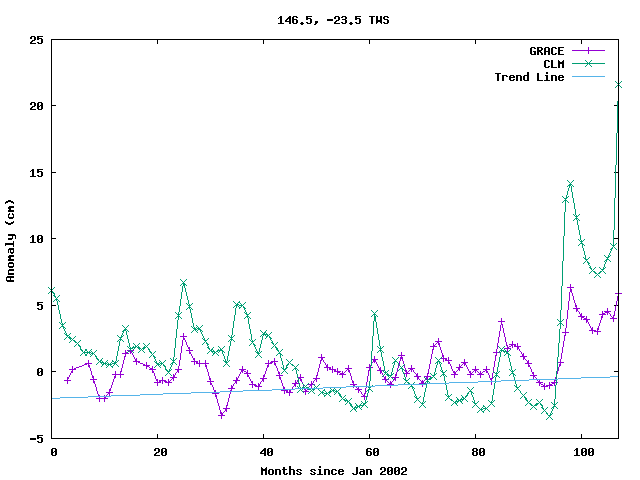 146.5, -23.5 TWS
GRACE
CLM
Trend Line
25
20
15
10
5
0
-5
Anomaly (cm)
0 20 40 60 80 100
Months since Jan 2002